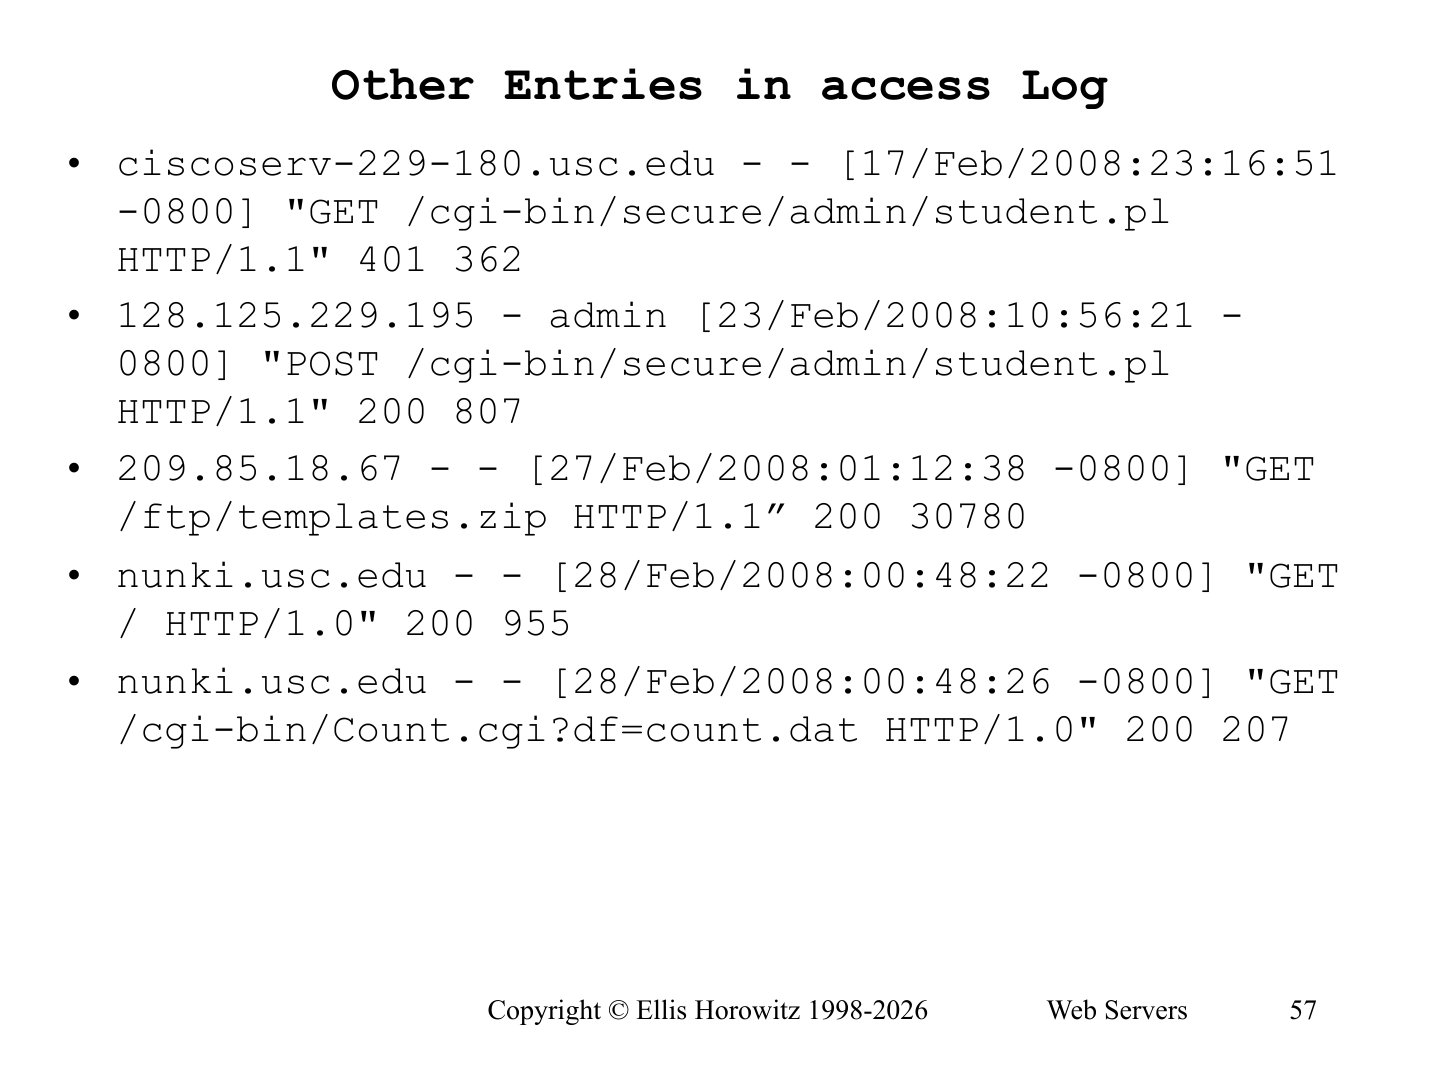 Other Entries in access Log
• ciscoserv-229-180.usc.edu - - [17/Feb/2008:23:16:51
-0800] "GET /cgi-bin/secure/admin/student.pl
HTTP/1.1" 401 362
• 128.125.229.195 - admin [23/Feb/2008:10:56:21 -
0800] "POST /cgi-bin/secure/admin/student.pl
HTTP/1.1" 200 807
• 209.85.18.67 - - [27/Feb/2008:01:12:38 -0800] "GET
/ftp/templates.zip HTTP/1.1” 200 30780
• nunki.usc.edu - - [28/Feb/2008:00:48:22 -0800] "GET
/ HTTP/1.0" 200 955
• nunki.usc.edu - - [28/Feb/2008:00:48:26 -0800] "GET
/cgi-bin/Count.cgi?df=count.dat HTTP/1.0" 200 207
Copyright © Ellis Horowitz 1998-2026 Web Servers 57